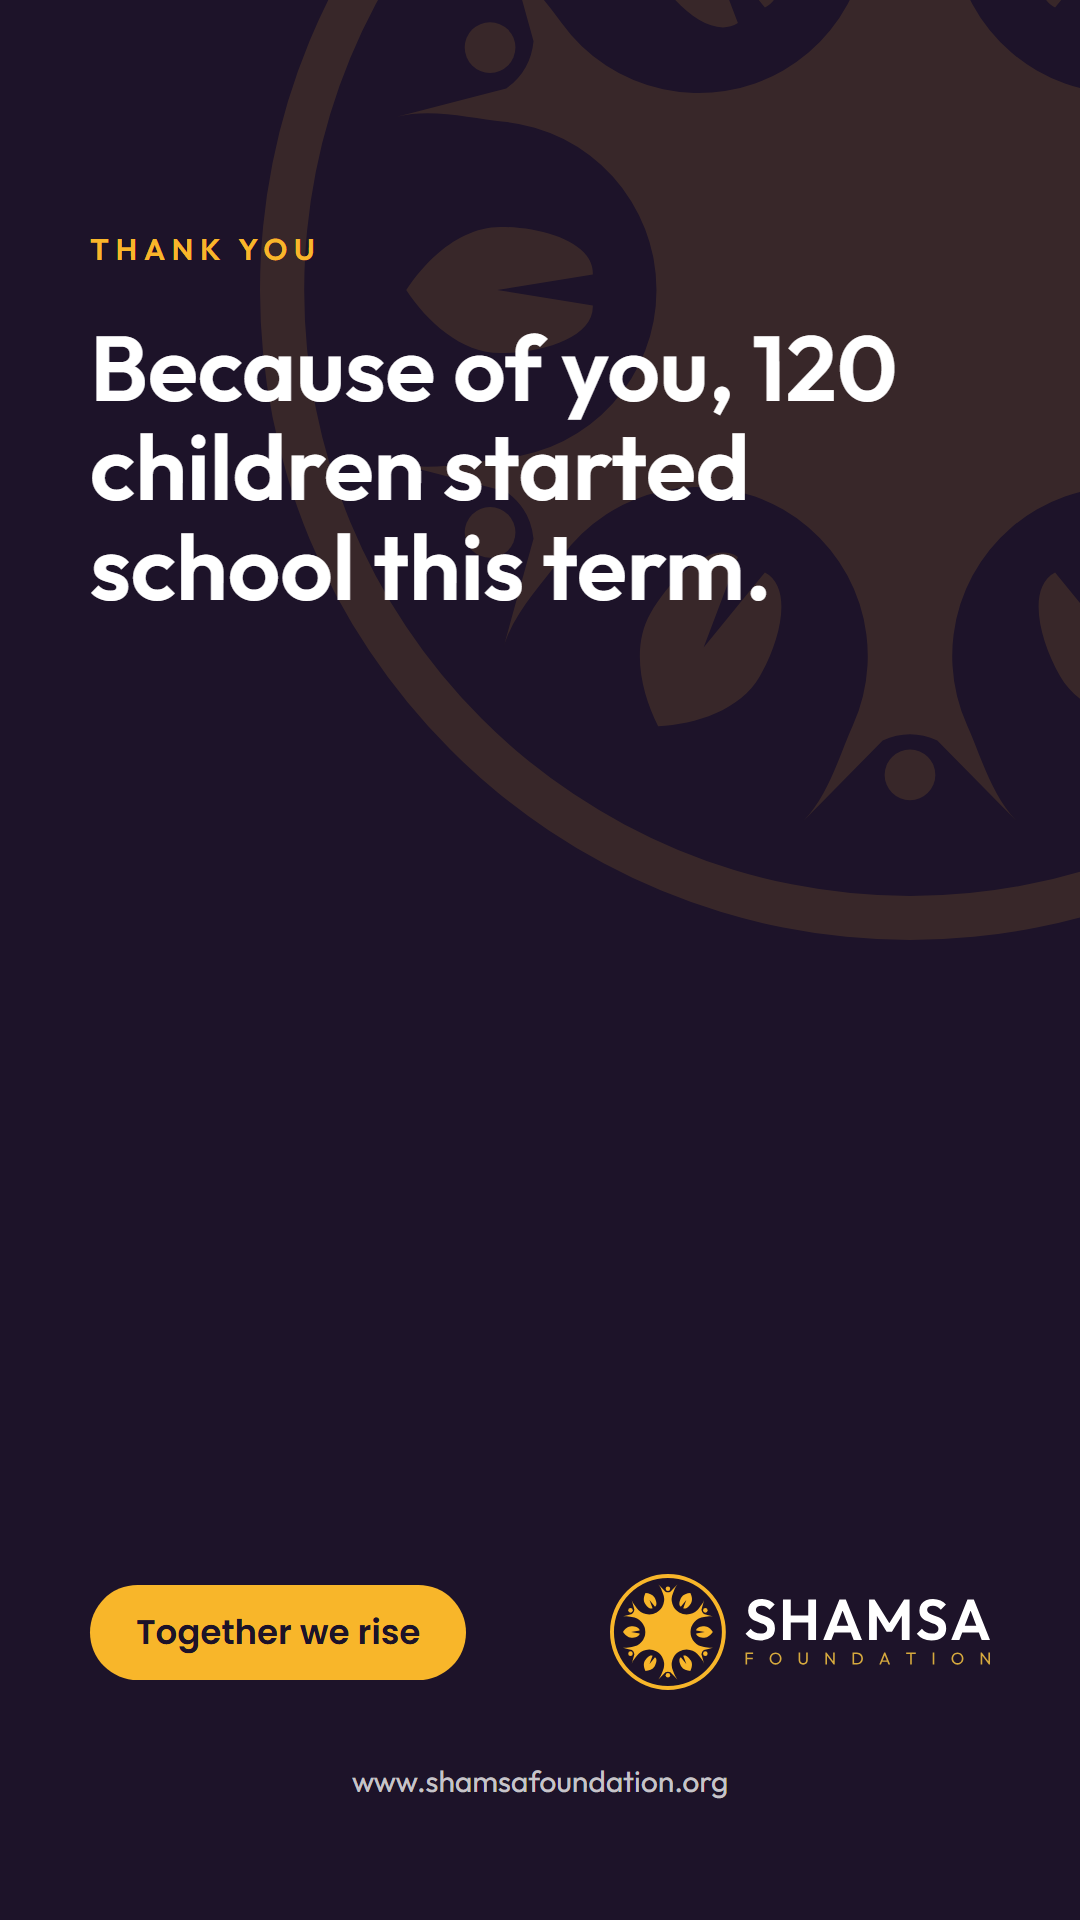 THANK YOU
Because of you, 120
children started
school this term.
Together we rise
SHAMSA
FOUNDATION
www.shamsafoundation.org